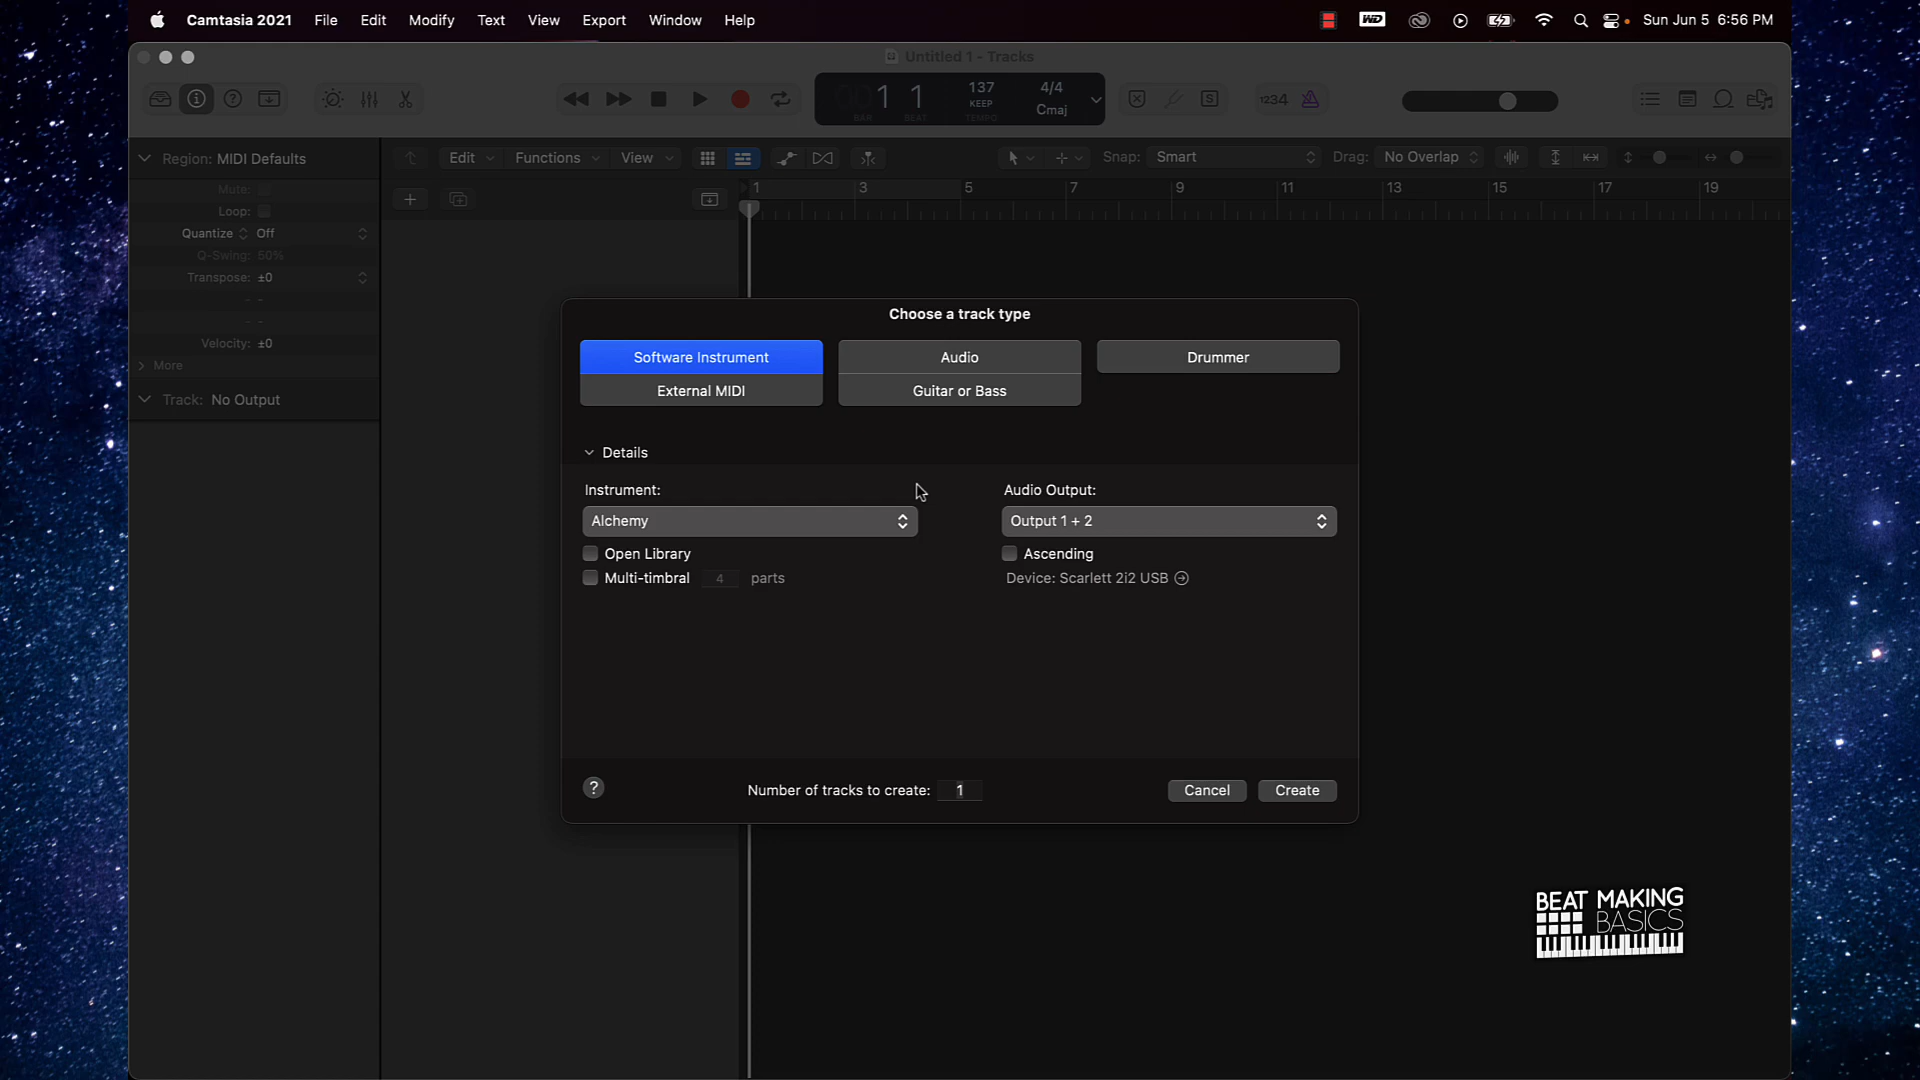 Camtasia 2021 File Edit Modify Text View Export Window Help WD Sun Jun 5 6:56 PM
Untitled 1 - Tracks
1 1 137 4/4
KEEP Cmaj
BAR BEAT TEMPO
S 1234
Region: MIDI Defaults
Edit Functions View Snap: Smart Drag: No Overlap
Mute:
1 3 5 7 9 11 13 15 17 19
Loop:
Quantize Off
Q-Swing: 50%
Transpose: ±0
- -
- -
Velocity: ±0
More
Track: No Output
Choose a track type
Software Instrument Audio Drummer
External MIDI Guitar or Bass
Details
Instrument: Audio Output:
Alchemy Output 1 + 2
Open Library Ascending
Multi-timbral 4 parts Device: Scarlett 2i2 USB
? Number of tracks to create: 1 Cancel Create
BEAT MAKING
BASICS